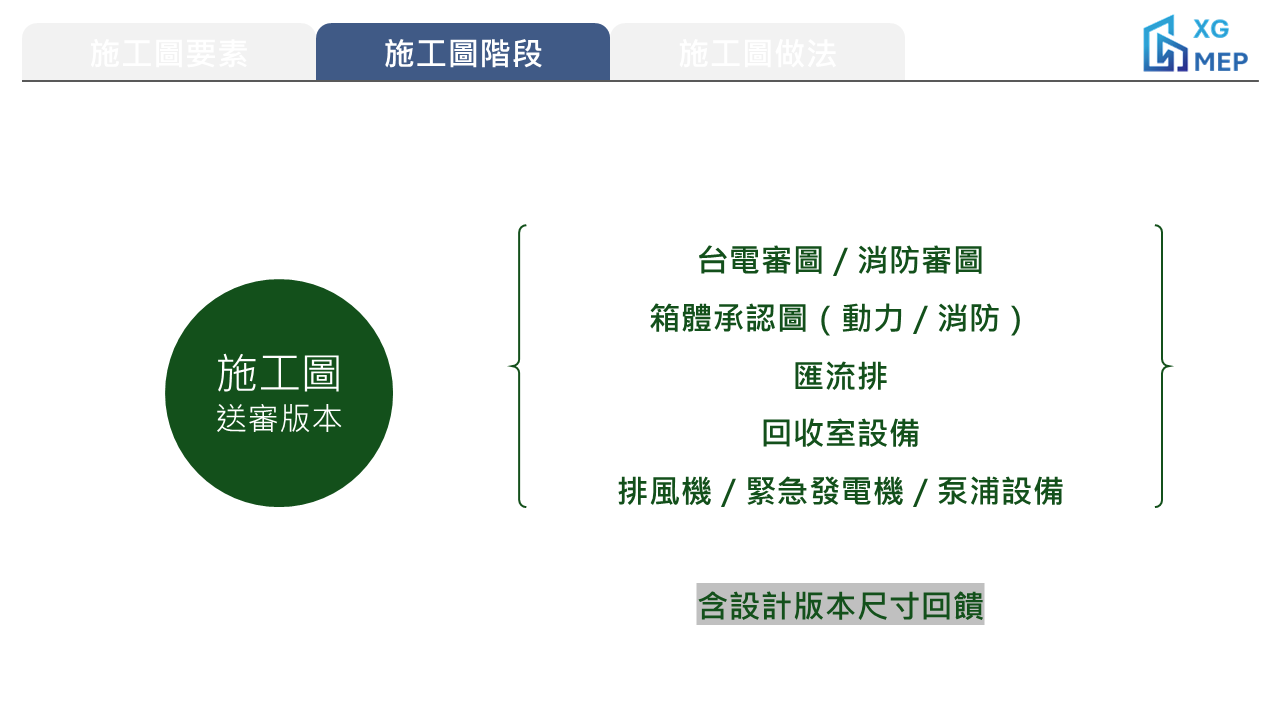 施工圖要素
施工圖階段
施工圖做法
XG
MEP
施工圖
送審版本
台電審圖 / 消防審圖
箱體承認圖 ( 動力 / 消防 )
匯流排
回收室設備
排風機 / 緊急發電機 / 泵浦設備
含設計版本尺寸回饋